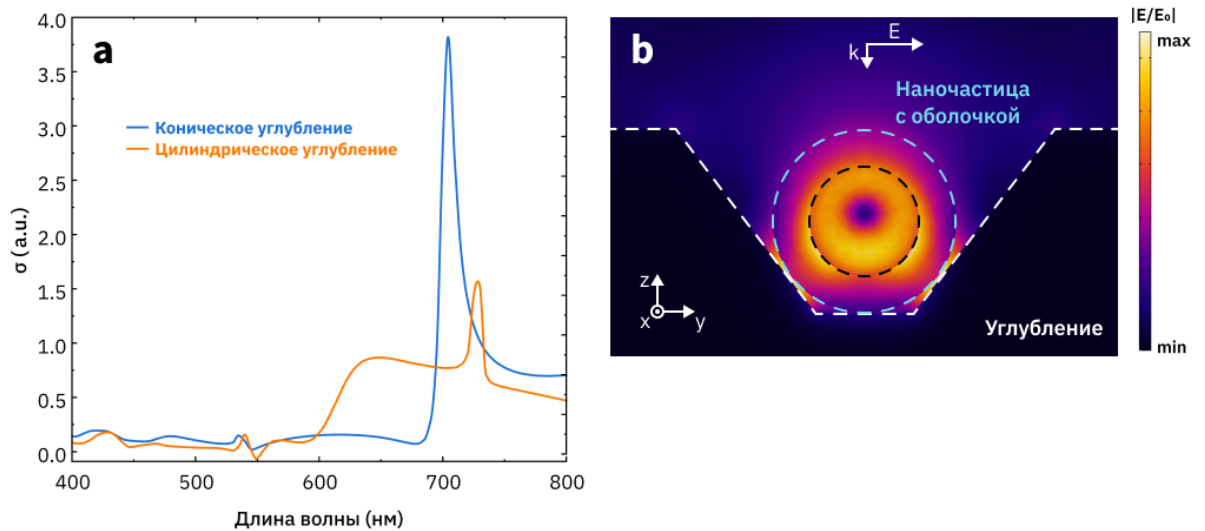 a
4.0
3.5
3.0
2.5
2.0
1.5
1.0
0.5
0.0
σ (a.u.)
Коническое углубление
Цилиндрическое углубление
400
500
600
700
800
Длина волны (нм)
b
E
k
Наночастица
с оболочкой
z
x
y
Углубление
|E/E₀|
max
min